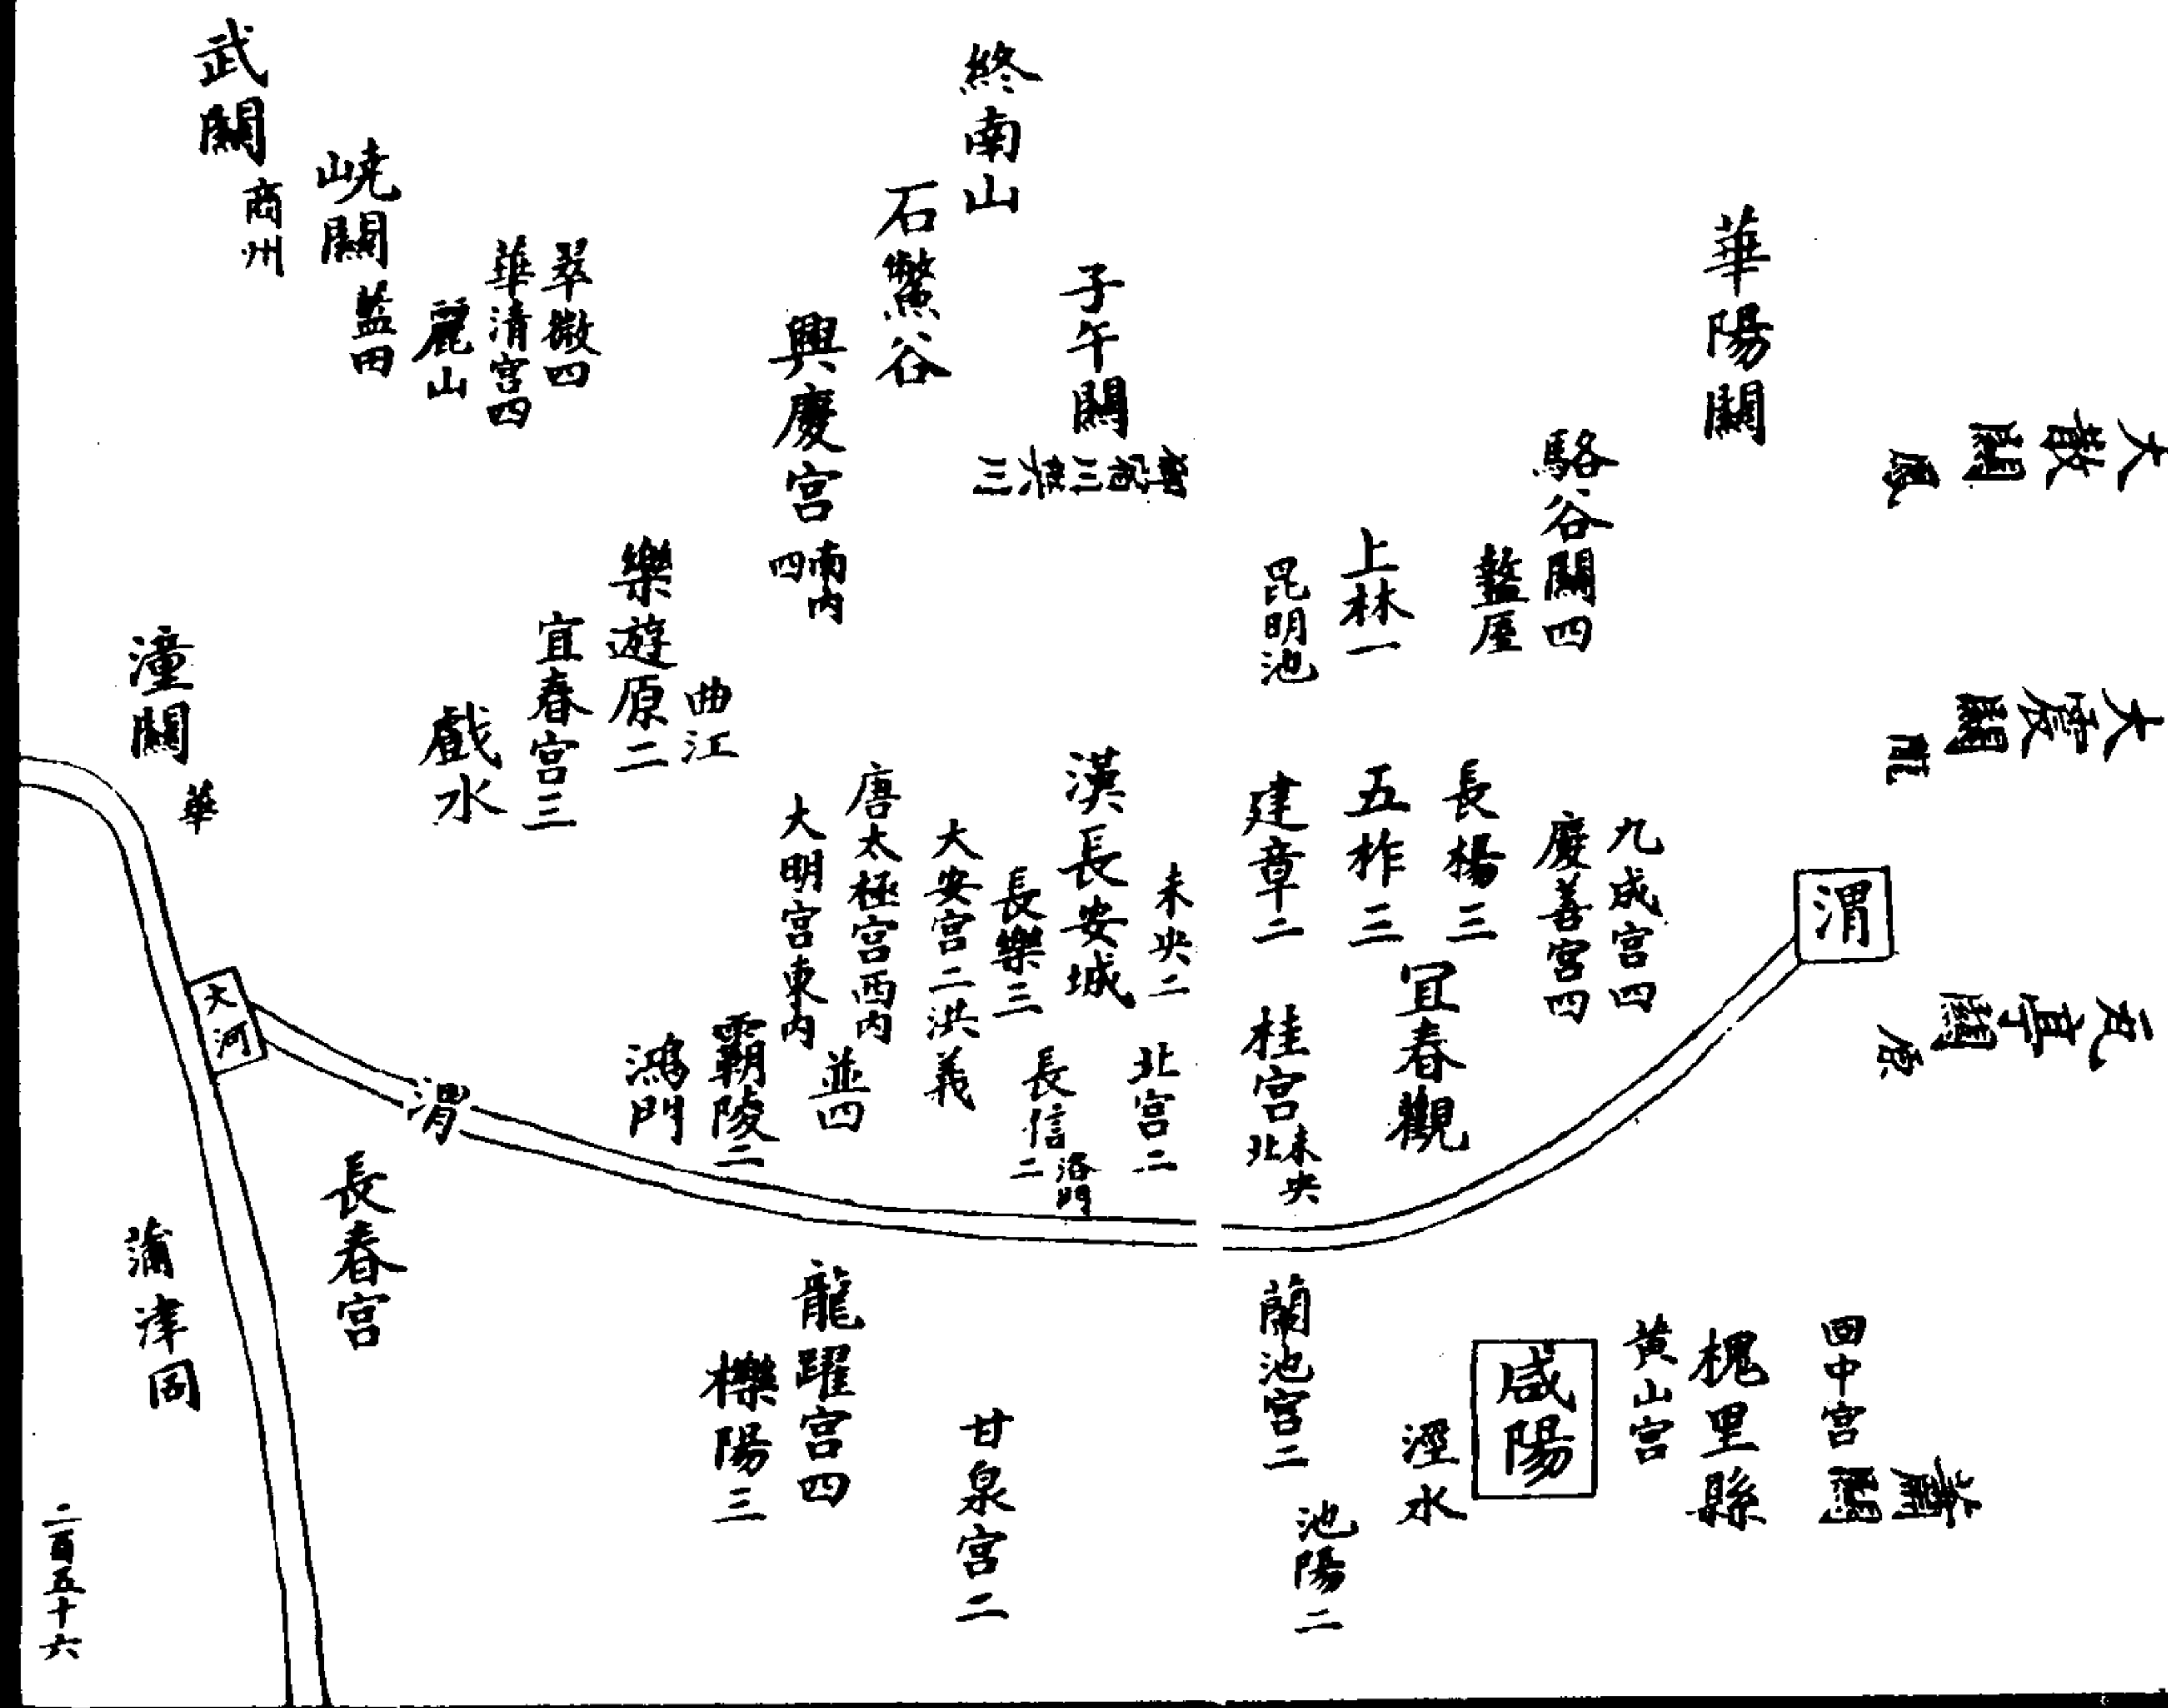 大散關
鳳
大震關
隴
瓦亭關
原
蕭關
回中宮
渭
華陽關
槐里縣
黃山宮
九成宮四
慶善宮四
駱谷關四
盩厔
咸陽
長楊三
宜春觀
五柞三
上林一
涇水
昆明池
建章二
桂宮
未央
北
蘭池宮二
池陽二
子午關
未央二
北宮二
漢長安城
終南山
長樂三
長信二
石鱉谷
大安宮二洪義
甘泉宮二
唐太極宮西內
大明宮東內
並四
興慶宮
南內
四
龍躍宮四
櫟陽三
曲江
樂遊原二
霸陵二
鴻門
宜春宮三
翠微四
華清宮四
麗山
戲水
渭
嶢關
藍田
長春宮
武關
商州
潼關
華
大河
蒲津
同
二百五十六